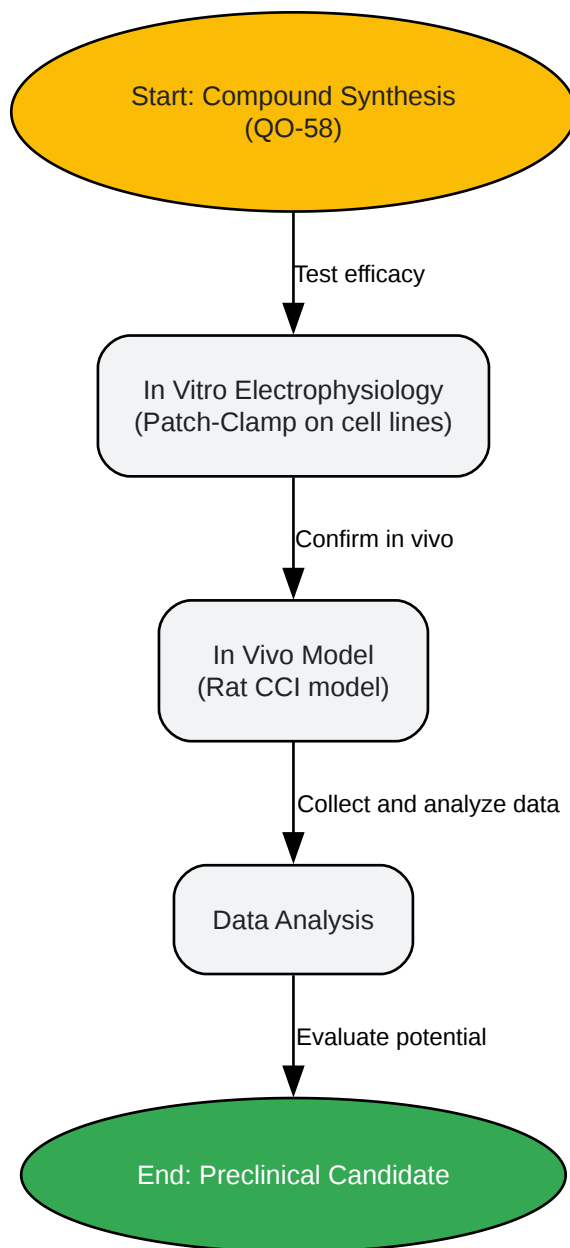 Start: Compound Synthesis
(QO-58)
Test efficacy
In Vitro Electrophysiology
(Patch-Clamp on cell lines)
Confirm in vivo
In Vivo Model
(Rat CCI model)
Collect and analyze data
Data Analysis
Evaluate potential
End: Preclinical Candidate